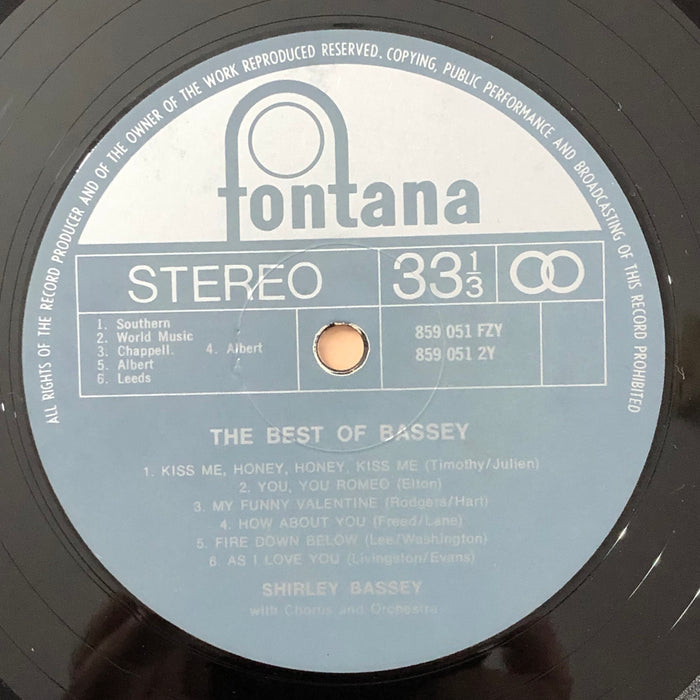 ALL RIGHTS OF THE RECORD PRODUCER AND OF THE OWNER OF THE WORK REPRODUCED RESERVED. COPYING, PUBLIC PERFORMANCE AND BROADCASTING OF THIS RECORD PROHIBITED
fontana
STEREO 33 1/3
1. Southern
2. World Music
3. Chappell. 4. Albert
5. Albert
6. Leeds
859 051 FZY
859 051 2Y
THE BEST OF BASSEY
1. KISS ME, HONEY, HONEY, KISS ME (Timothy/Julien)
2. YOU, YOU ROMEO (Elton)
3. MY FUNNY VALENTINE (Rodgers/Hart)
4. HOW ABOUT YOU (Freed/Lane)
5. FIRE DOWN BELOW (Lee/Washington)
6. AS I LOVE YOU (Livingston/Evans)
SHIRLEY BASSEY
with Chorus and Orchestra